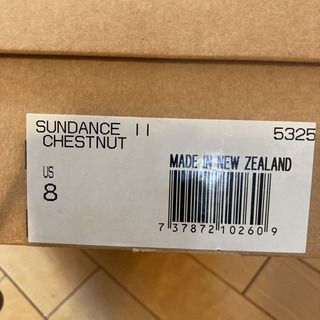 SUNDANCE II 5325
CHESTNUT
MADE IN NEW ZEALAND
US
8
7 37872 10260 9